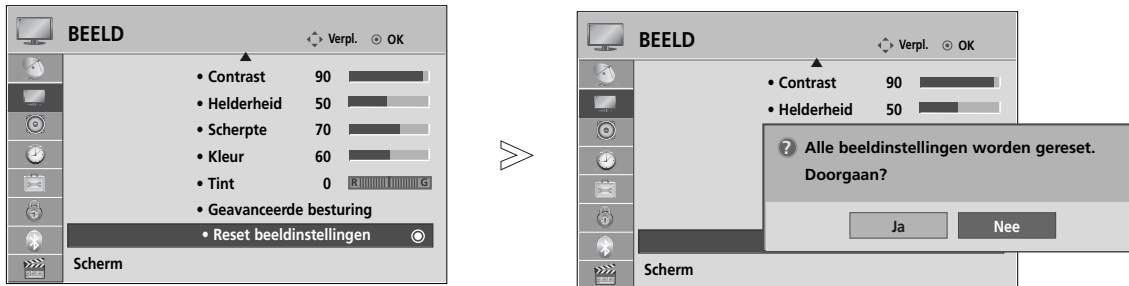 BEELD Verpl. OK
• Contrast 90
• Helderheid 50
• Scherpte 70
• Kleur 60
• Tint 0 R G
• Geavanceerde besturing
• Reset beeldinstellingen
Scherm
BEELD Verpl. OK
• Contrast 90
• Helderheid 50
? Alle beeldinstellingen worden gereset.
Doorgaan?
Ja Nee
Scherm